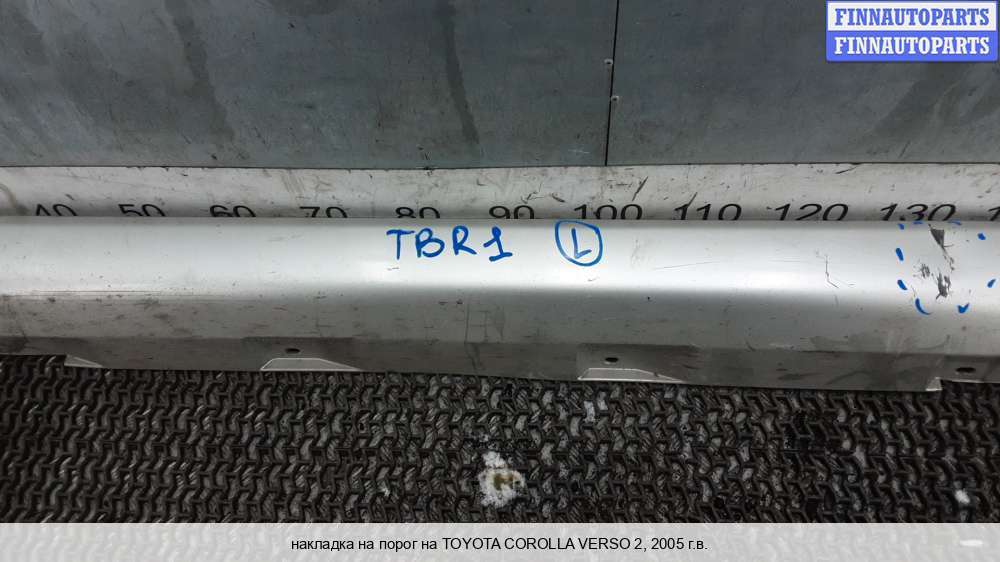 FINNAUTOPARTS
FINNAUTOPARTS
40 50 60 70 80 90 100 110 120 130
TBR1 L
накладка на порог на TOYOTA COROLLA VERSO 2, 2005 г.в.